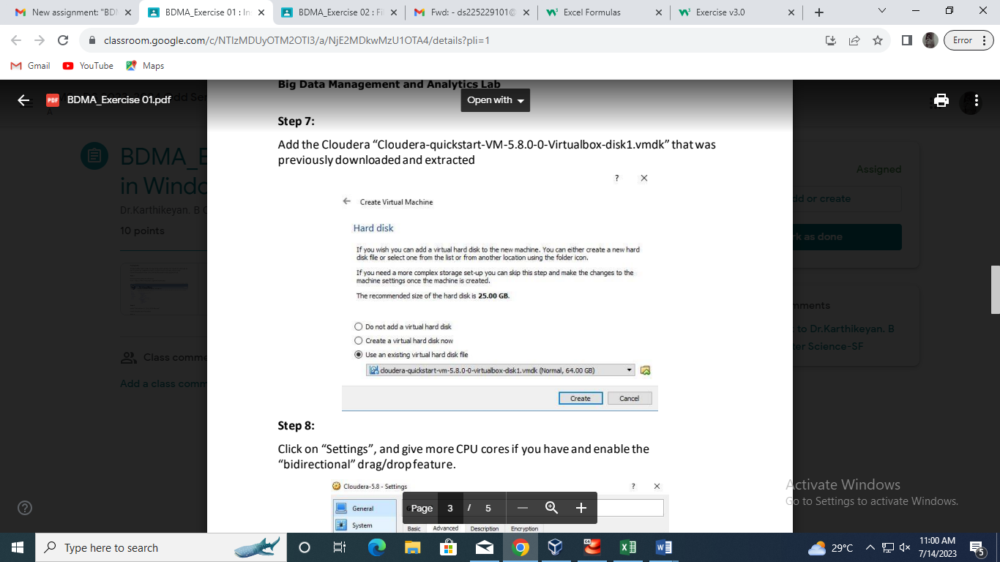 New assignment: "BD
BDMA_Exercise 01 : In
BDMA_Exercise 02 : Fi
Fwd: - ds225229101@
Excel Formulas
Exercise v3.0
classroom.google.com/c/NTIzMDUyOTM2OTI3/a/NjE2MDkwMzU1OTA4/details?pli=1
Error
Gmail
YouTube
Maps
Big Data Management and Analytics Lab
PDF
BDMA_Exercise 01.pdf
Open with
Step 7:
Add the Cloudera “Cloudera-quickstart-VM-5.8.0-0-Virtualbox-disk1.vmdk” that was
previously downloaded and extracted
BDMA_E
in Windo
Dr.Karthikeyan. B
10 points
Class comme
Add a class comm
Assigned
dd or create
rk as done
mments
to Dr.Karthikeyan. B
er Science-SF
? 
Create Virtual Machine
Hard disk
If you wish you can add a virtual hard disk to the new machine. You can either create a new hard
disk file or select one from the list or from another location using the folder icon.
If you need a more complex storage set-up you can skip this step and make the changes to the
machine settings once the machine is created.
The recommended size of the hard disk is 25.00 GB.
Do not add a virtual hard disk
Create a virtual hard disk now
Use an existing virtual hard disk file
cloudera-quickstart-vm-5.8.0-0-virtualbox-disk1.vmdk (Normal, 64.00 GB)
Create
Cancel
Step 8:
Click on “Settings”, and give more CPU cores if you have and enable the
“bidirectional” drag/drop feature.
Cloudera-5.8 - Settings
?
General
System
Page 3 / 5
Basic
Advanced
Description
Encryption
Activate Windows
Go to Settings to activate Windows.
Type here to search
29°C
11:00 AM
7/14/2023
5